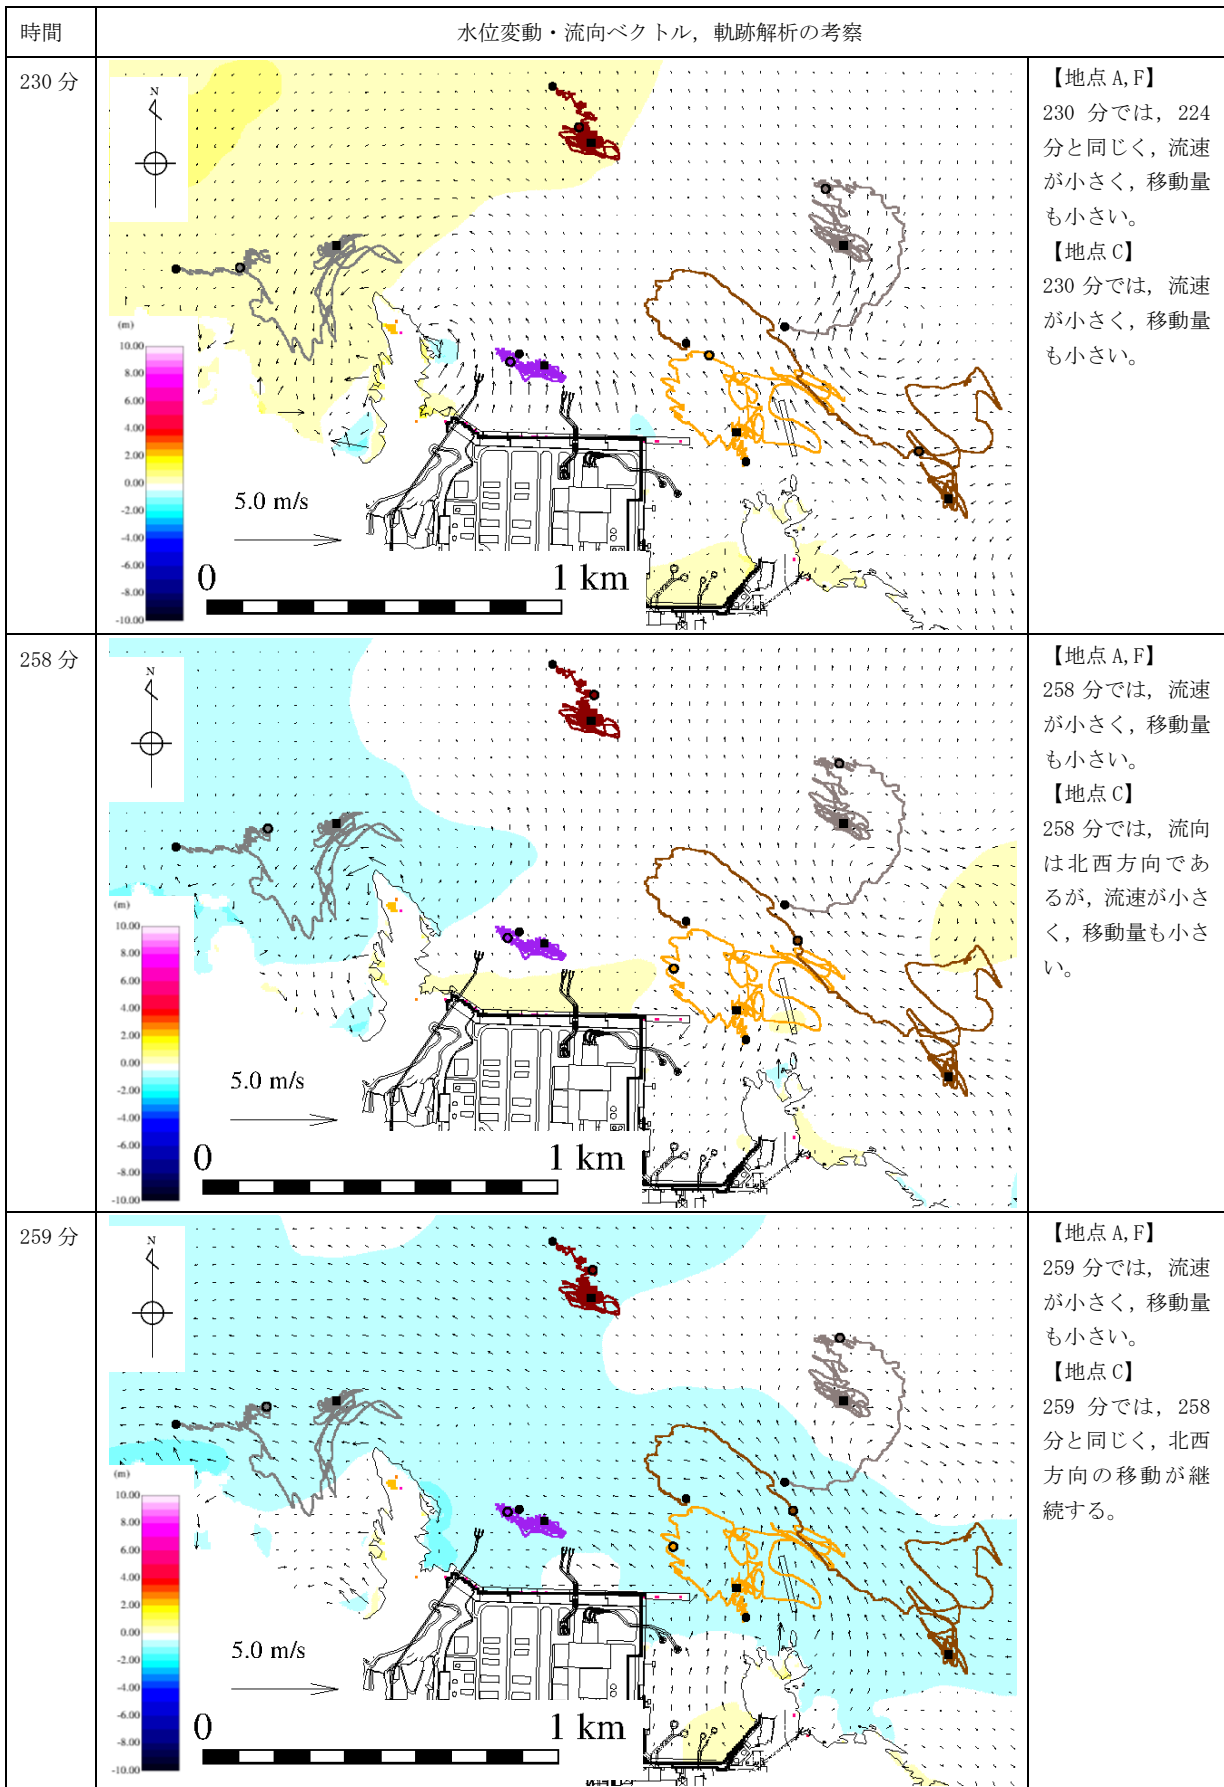 時間
水位変動・流向ベクトル，軌跡解析の考察
230 分
N
(m)
10.00
8.00
6.00
4.00
2.00
0.00
-2.00
-4.00
-6.00
-8.00
-10.00
5.0 m/s
0
1 km
【地点 A,F】
230 分では，224
分と同じく，流速
が小さく，移動量
も小さい。
【地点 C】
230 分では，流速
が小さく，移動量
も小さい。
258 分
N
(m)
10.00
8.00
6.00
4.00
2.00
0.00
-2.00
-4.00
-6.00
-8.00
-10.00
5.0 m/s
0
1 km
【地点 A,F】
258 分では，流速
が小さく，移動量
も小さい。
【地点 C】
258 分では，流向
は北西方向であ
るが，流速が小さ
く，移動量も小さ
い。
259 分
N
(m)
10.00
8.00
6.00
4.00
2.00
0.00
-2.00
-4.00
-6.00
-8.00
-10.00
5.0 m/s
0
1 km
【地点 A,F】
259 分では，流速
が小さく，移動量
も小さい。
【地点 C】
259 分では，258
分と同じく，北西
方向の移動が継
続する。